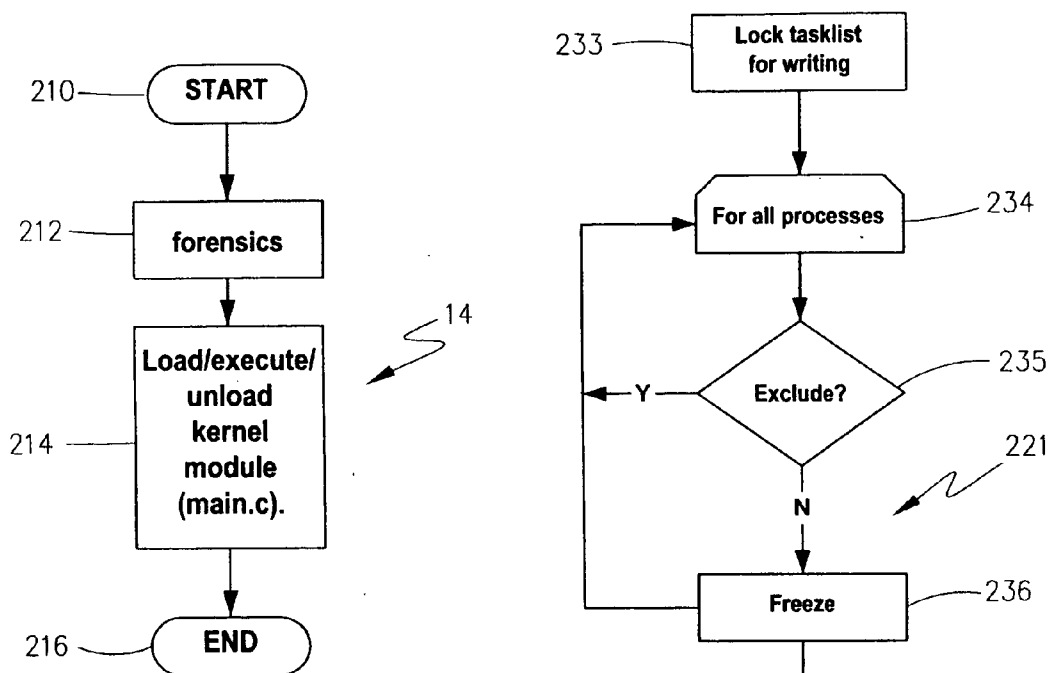 210
START
212
forensics
14
214
Load/execute/
unload
kernel
module
(main.c).
216
END
233
Lock tasklist
for writing
For all processes
234
Exclude?
235
Y
N
221
Freeze
236